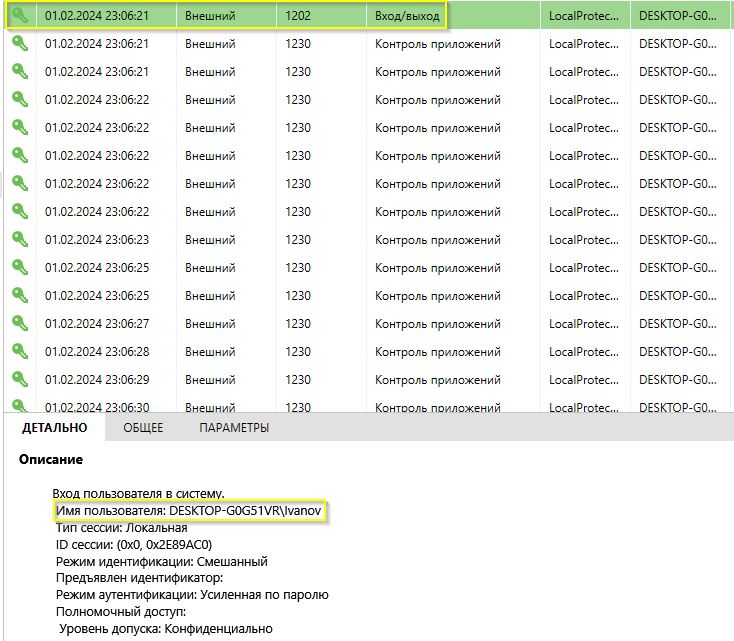 01.02.2024 23:06:21 Внешний 1202 Вход/выход LocalProtec... DESKTOP-G0...
01.02.2024 23:06:21 Внешний 1230 Контроль приложений LocalProtec... DESKTOP-G0...
01.02.2024 23:06:21 Внешний 1230 Контроль приложений LocalProtec... DESKTOP-G0...
01.02.2024 23:06:22 Внешний 1230 Контроль приложений LocalProtec... DESKTOP-G0...
01.02.2024 23:06:22 Внешний 1230 Контроль приложений LocalProtec... DESKTOP-G0...
01.02.2024 23:06:22 Внешний 1230 Контроль приложений LocalProtec... DESKTOP-G0...
01.02.2024 23:06:22 Внешний 1230 Контроль приложений LocalProtec... DESKTOP-G0...
01.02.2024 23:06:22 Внешний 1230 Контроль приложений LocalProtec... DESKTOP-G0...
01.02.2024 23:06:23 Внешний 1230 Контроль приложений LocalProtec... DESKTOP-G0...
01.02.2024 23:06:25 Внешний 1230 Контроль приложений LocalProtec... DESKTOP-G0...
01.02.2024 23:06:25 Внешний 1230 Контроль приложений LocalProtec... DESKTOP-G0...
01.02.2024 23:06:27 Внешний 1230 Контроль приложений LocalProtec... DESKTOP-G0...
01.02.2024 23:06:28 Внешний 1230 Контроль приложений LocalProtec... DESKTOP-G0...
01.02.2024 23:06:29 Внешний 1230 Контроль приложений LocalProtec... DESKTOP-G0...
01.02.2024 23:06:30 Внешний 1230 Контроль приложений LocalProtec... DESKTOP-G0...
ДЕТАЛЬНО ОБЩЕЕ ПАРАМЕТРЫ
Описание
Вход пользователя в систему.
Имя пользователя: DESKTOP-G0G51VR\Ivanov
Тип сессии: Локальная
ID сессии: (0x0, 0x2E89AC0)
Режим идентификации: Смешанный
Предъявлен идентификатор:
Режим аутентификации: Усиленная по паролю
Полномочный доступ:
Уровень допуска: Конфиденциально